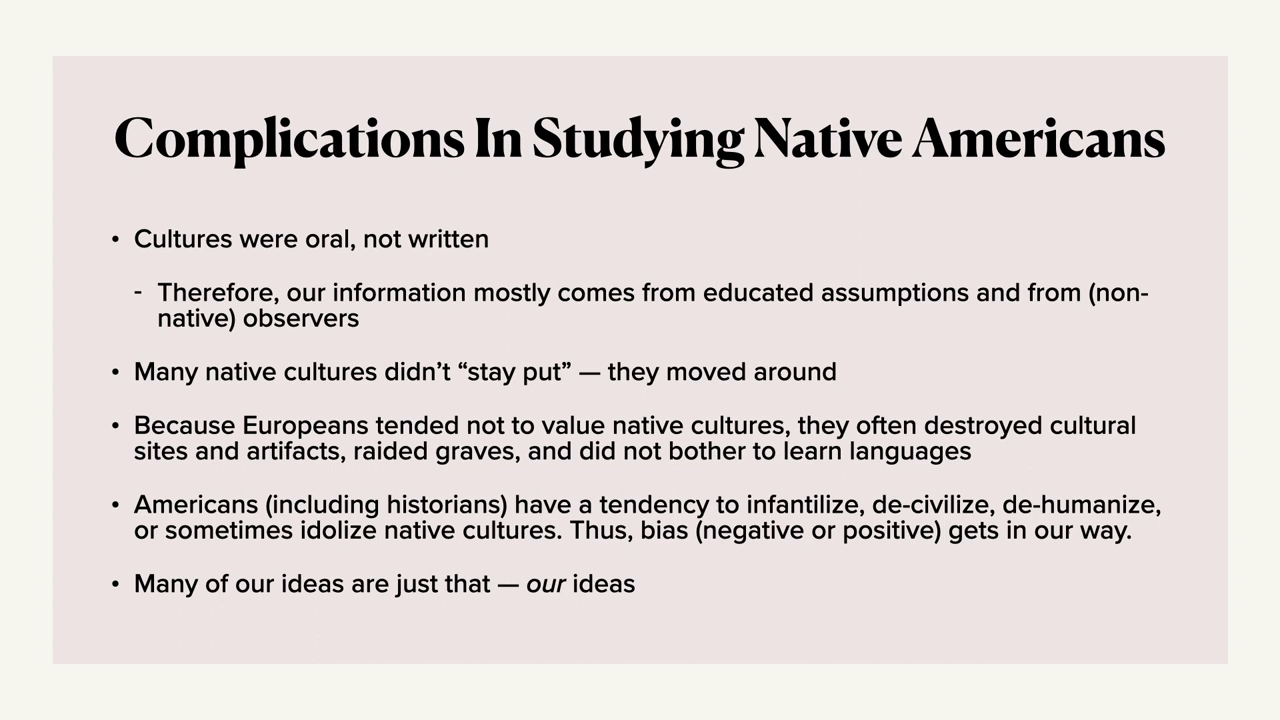 Complications In Studying Native Americans
• Cultures were oral, not written
- Therefore, our information mostly comes from educated assumptions and from (non-
native) observers
• Many native cultures didn’t “stay put” — they moved around
• Because Europeans tended not to value native cultures, they often destroyed cultural
sites and artifacts, raided graves, and did not bother to learn languages
• Americans (including historians) have a tendency to infantilize, de-civilize, de-humanize,
or sometimes idolize native cultures. Thus, bias (negative or positive) gets in our way.
• Many of our ideas are just that — our ideas